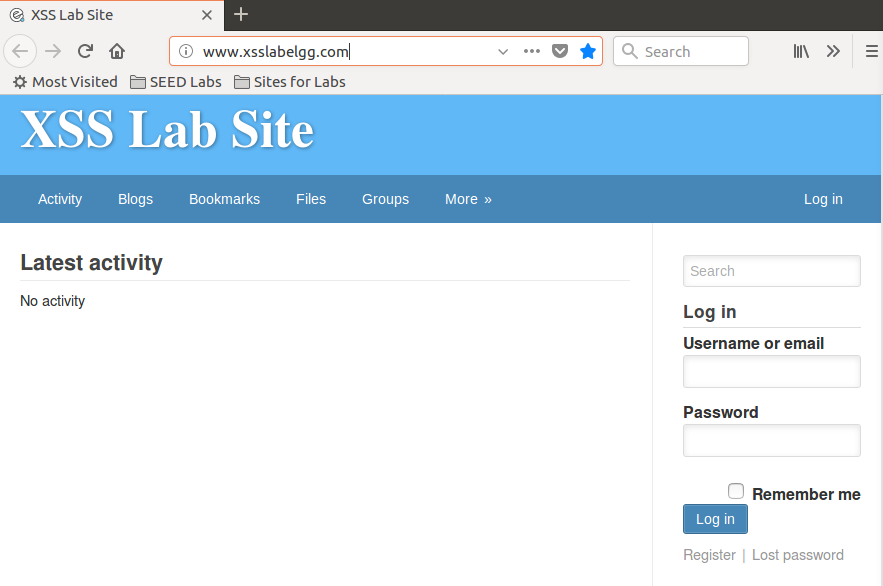 XSS Lab Site
www.xsslabelgg.com
Search
Most Visited SEED Labs Sites for Labs
XSS Lab Site
Activity Blogs Bookmarks Files Groups More » Log in
Latest activity
No activity
Search
Log in
Username or email
Password
Remember me
Log in
Register | Lost password